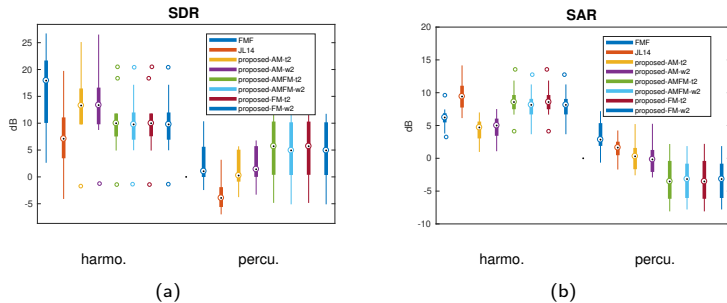 SDR
25
20
15
10
5
0
-5
dB
FMF
JL14
proposed-AM-t2
proposed-AM-w2
proposed-AMFM-t2
proposed-AMFM-w2
proposed-FM-t2
proposed-FM-w2
harmo.
percu.
(a)
SAR
20
15
10
5
0
-5
-10
dB
FMF
JL14
proposed-AM-t2
proposed-AM-w2
proposed-AMFM-t2
proposed-AMFM-w2
proposed-FM-t2
proposed-FM-w2
harmo.
percu.
(b)